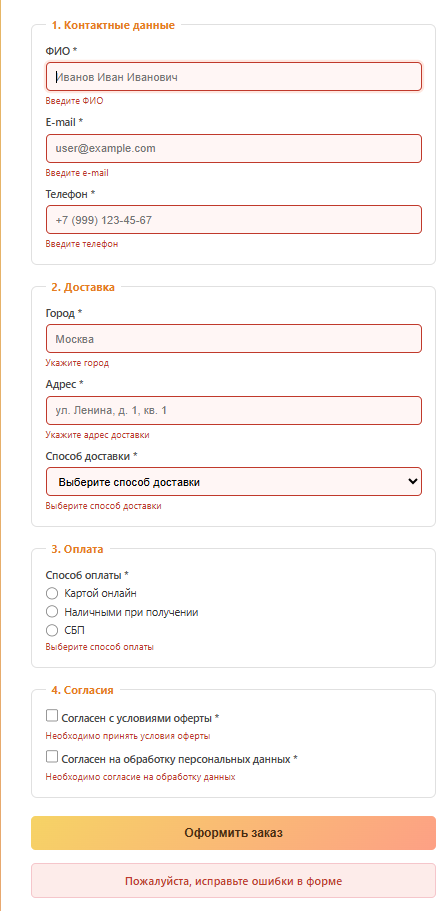 1. Контактные данные
ФИО *
Иванов Иван Иванович
Введите ФИО
E-mail *
user@example.com
Введите e-mail
Телефон *
+7 (999) 123-45-67
Введите телефон
2. Доставка
Город *
Москва
Укажите город
Адрес *
ул. Ленина, д. 1, кв. 1
Укажите адрес доставки
Способ доставки *
Выберите способ доставки
Выберите способ доставки
3. Оплата
Способ оплаты *
Картой онлайн
Наличными при получении
СБП
Выберите способ оплаты
4. Согласия
Согласен с условиями оферты *
Необходимо принять условия оферты
Согласен на обработку персональных данных *
Необходимо согласие на обработку данных
Оформить заказ
Пожалуйста, исправьте ошибки в форме